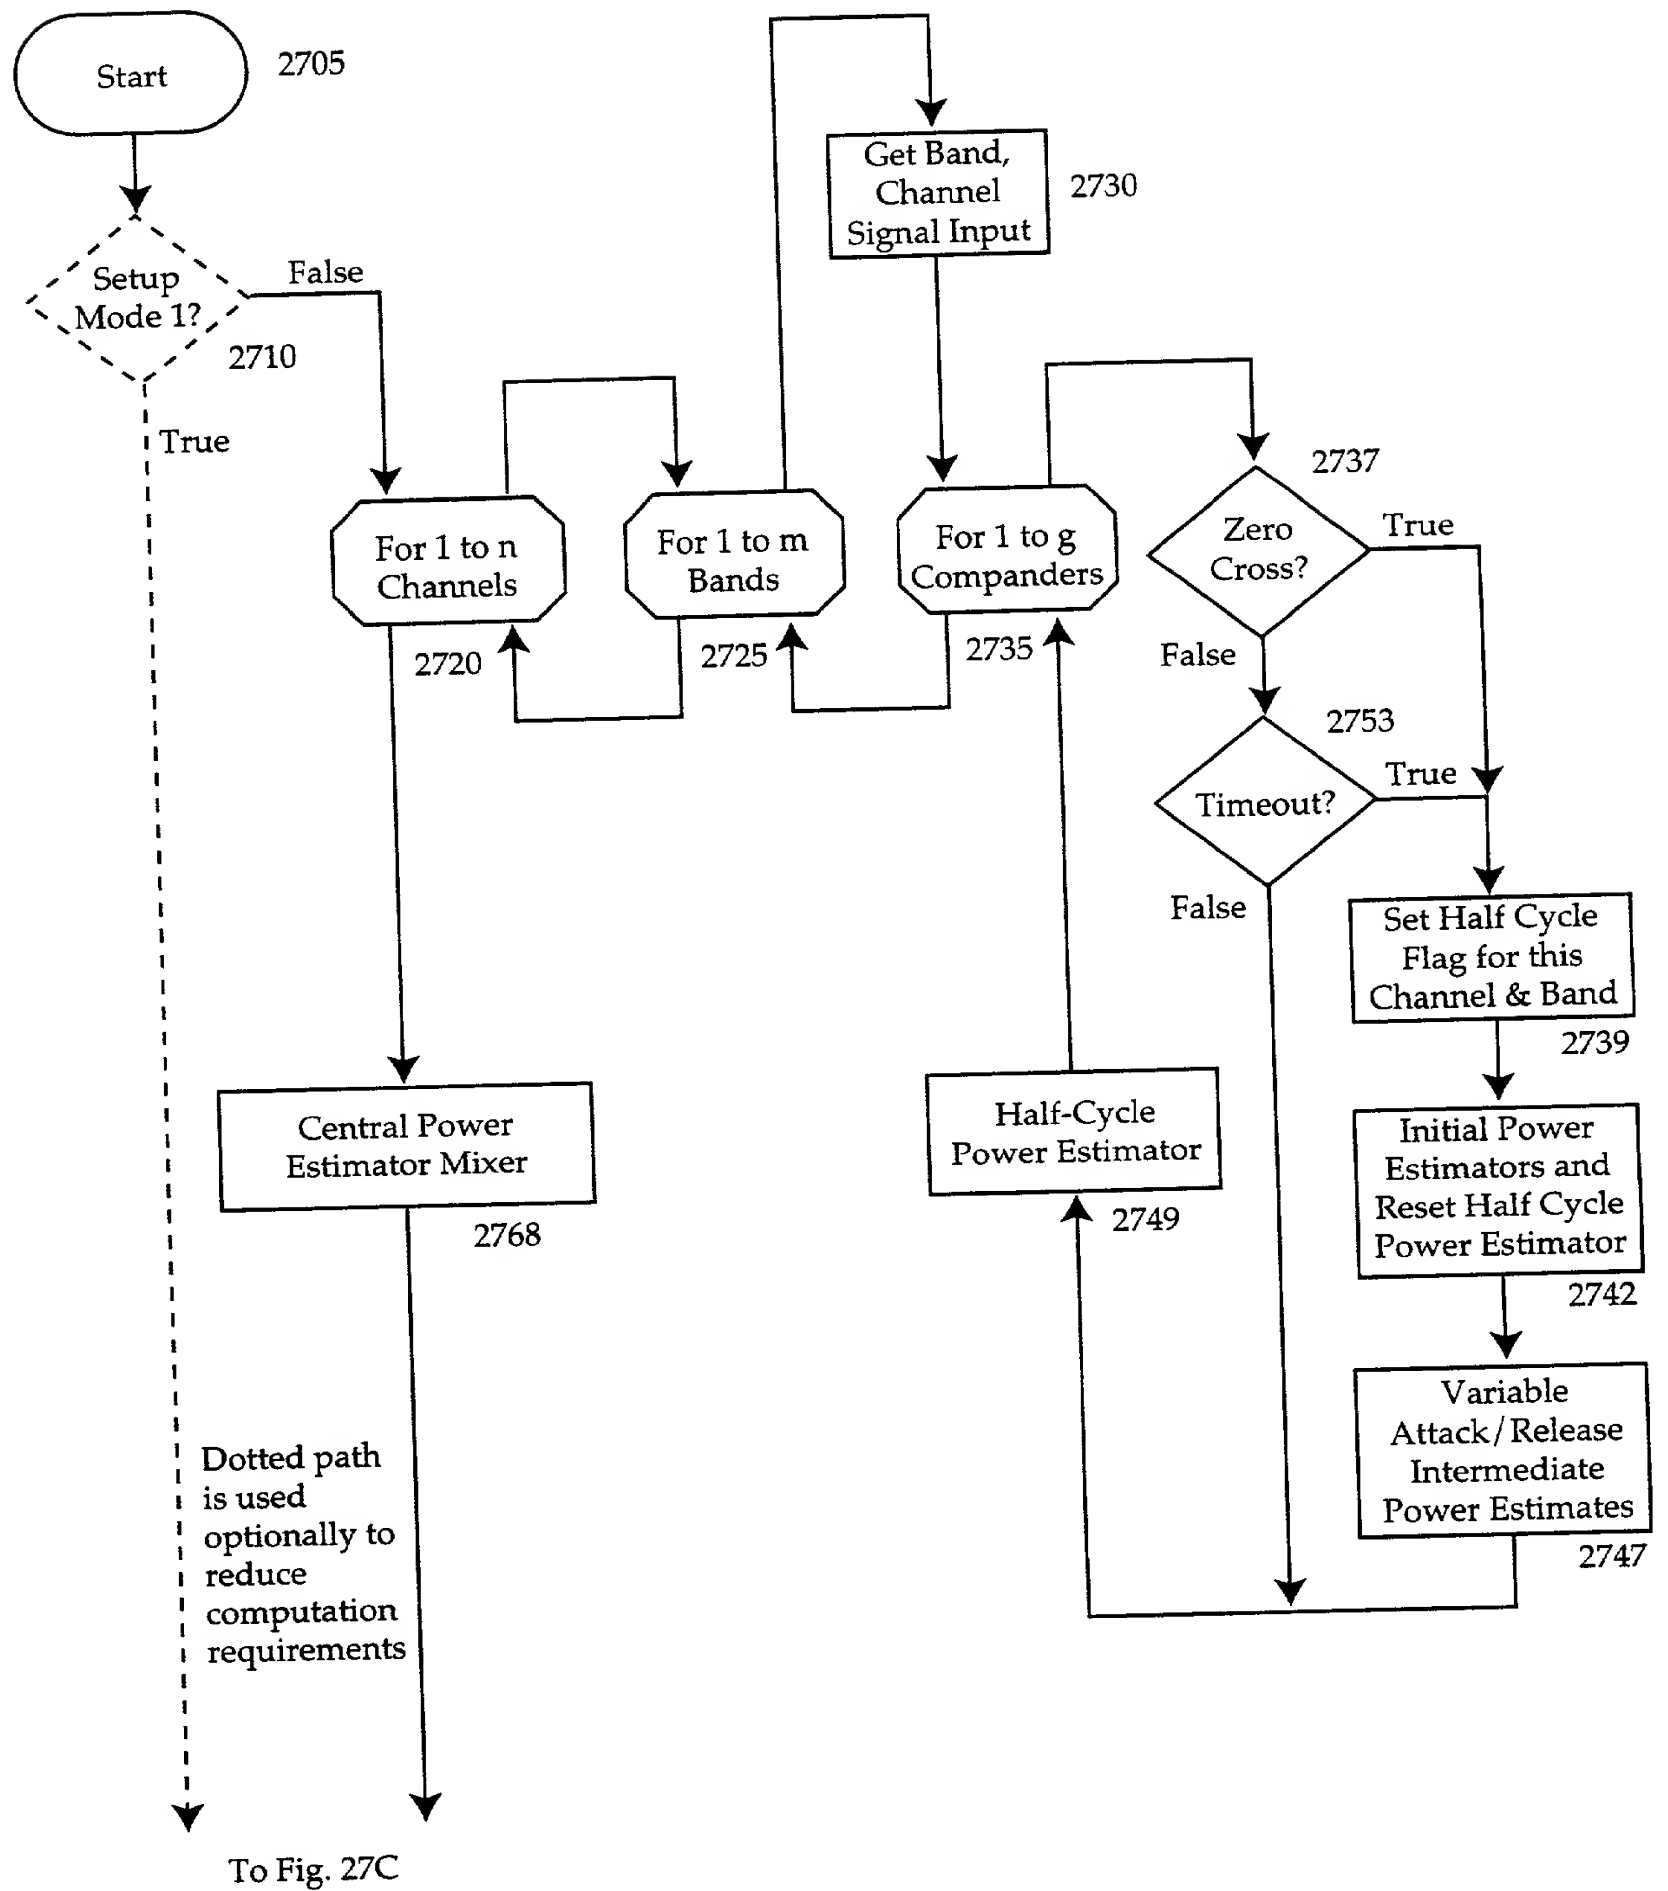 Start
2705
Setup
Mode 1?
2710
False
True
Get Band,
Channel
Signal Input
2730
For 1 to n
Channels
2720
For 1 to m
Bands
2725
For 1 to g
Companders
2735
Zero
Cross?
2737
True
False
Timeout?
2753
True
False
Set Half Cycle
Flag for this
Channel & Band
2739
Initial Power
Estimators and
Reset Half Cycle
Power Estimator
2742
Variable
Attack/Release
Intermediate
Power Estimates
2747
Half-Cycle
Power Estimator
2749
Central Power
Estimator Mixer
2768
Dotted path
is used
optionally to
reduce
computation
requirements
To Fig. 27C